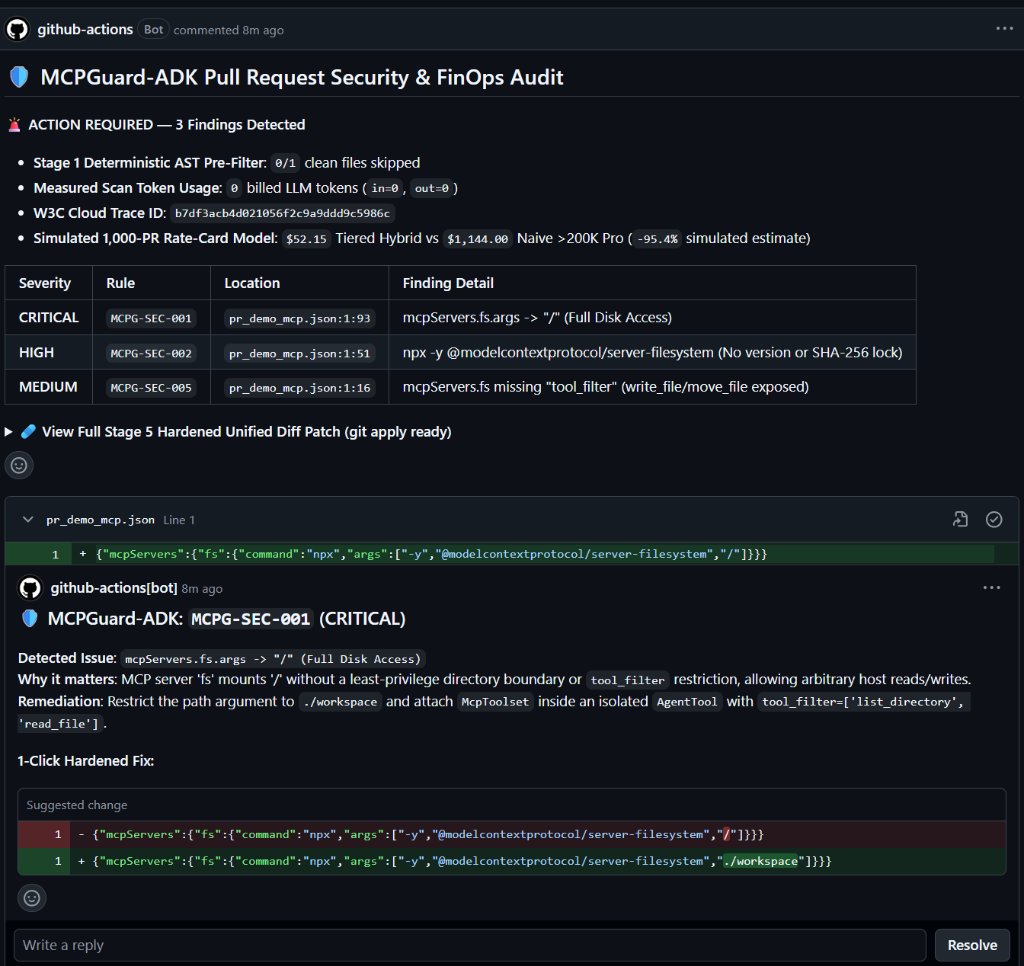 github-actions Bot commented 8m ago
MCPGuard-ADK Pull Request Security & FinOps Audit
ACTION REQUIRED — 3 Findings Detected
Stage 1 Deterministic AST Pre-Filter: 0/1 clean files skipped
Measured Scan Token Usage: 0 billed LLM tokens (in=0, out=0)
W3C Cloud Trace ID: b7df3acb4d021056f2c9a9ddd9c5986c
Simulated 1,000-PR Rate-Card Model: $52.15 Tiered Hybrid vs $1,144.00 Naive >200K Pro (-95.4% simulated estimate)
Severity Rule Location Finding Detail
CRITICAL MCPG-SEC-001 pr_demo_mcp.json:1:93 mcpServers.fs.args -> "/" (Full Disk Access)
HIGH MCPG-SEC-002 pr_demo_mcp.json:1:51 npx -y @modelcontextprotocol/server-filesystem (No version or SHA-256 lock)
MEDIUM MCPG-SEC-005 pr_demo_mcp.json:1:16 mcpServers.fs missing "tool_filter" (write_file/move_file exposed)
View Full Stage 5 Hardened Unified Diff Patch (git apply ready)
pr_demo_mcp.json Line 1
1 + {"mcpServers":{"fs":{"command":"npx","args":["-y","@modelcontextprotocol/server-filesystem","/"]}}}
github-actions[bot] 8m ago
MCPGuard-ADK: MCPG-SEC-001 (CRITICAL)
Detected Issue: mcpServers.fs.args -> "/" (Full Disk Access)
Why it matters: MCP server 'fs' mounts '/' without a least-privilege directory boundary or tool_filter restriction, allowing arbitrary host reads/writes.
Remediation: Restrict the path argument to ./workspace and attach McpToolset inside an isolated AgentTool with tool_filter=['list_directory',
'read_file'].
1-Click Hardened Fix:
Suggested change
1 - {"mcpServers":{"fs":{"command":"npx","args":["-y","@modelcontextprotocol/server-filesystem","/"]}}}
1 + {"mcpServers":{"fs":{"command":"npx","args":["-y","@modelcontextprotocol/server-filesystem","./workspace"]}}}
Write a reply
Resolve